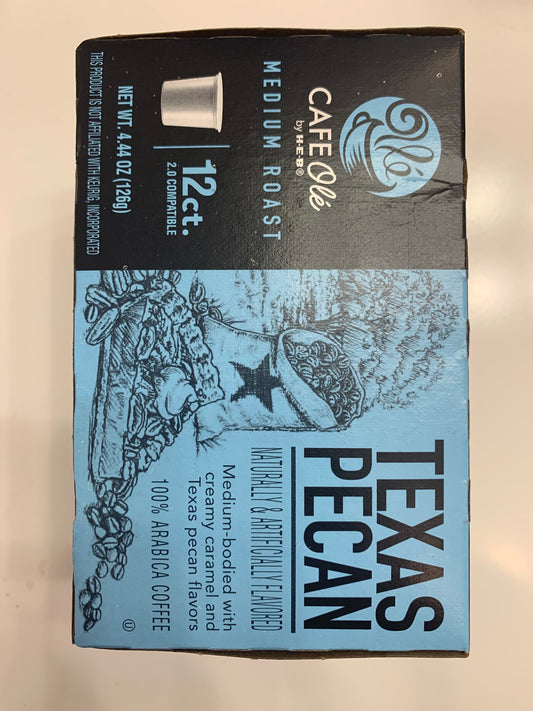 Olé
CAFE Olé
by H-E-B®
MEDIUM ROAST
12ct.
2.0 COMPATIBLE
NET WT. 4.44 OZ (126g)
THIS PRODUCT IS NOT AFFILIATED WITH KEURIG, INCORPORATED
TEXAS
PECAN
NATURALLY & ARTIFICIALLY FLAVORED
Medium-bodied with
creamy caramel and
Texas pecan flavors
100% ARABICA COFFEE
U